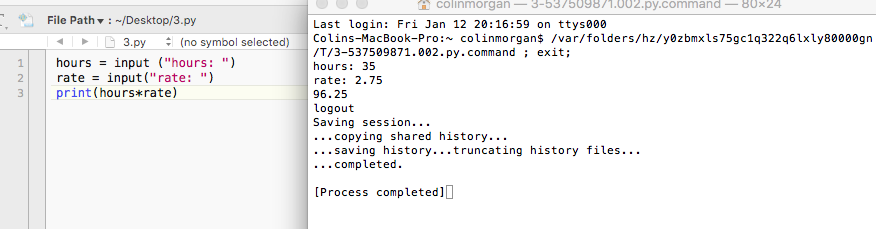 File Path ▾ : ~/Desktop/3.py
3.py (no symbol selected)
1 hours = input ("hours: ")
2 rate = input("rate: ")
3 print(hours*rate)
colinmorgan — 3-537509871.002.py.command — 80×24
Last login: Fri Jan 12 20:16:59 on ttys000
Colins-MacBook-Pro:~ colinmorgan$ /var/folders/hz/y0zbmxls75gc1q322q6lxly80000gn
/T/3-537509871.002.py.command ; exit;
hours: 35
rate: 2.75
96.25
logout
Saving session...
...copying shared history...
...saving history...truncating history files...
...completed.
[Process completed]